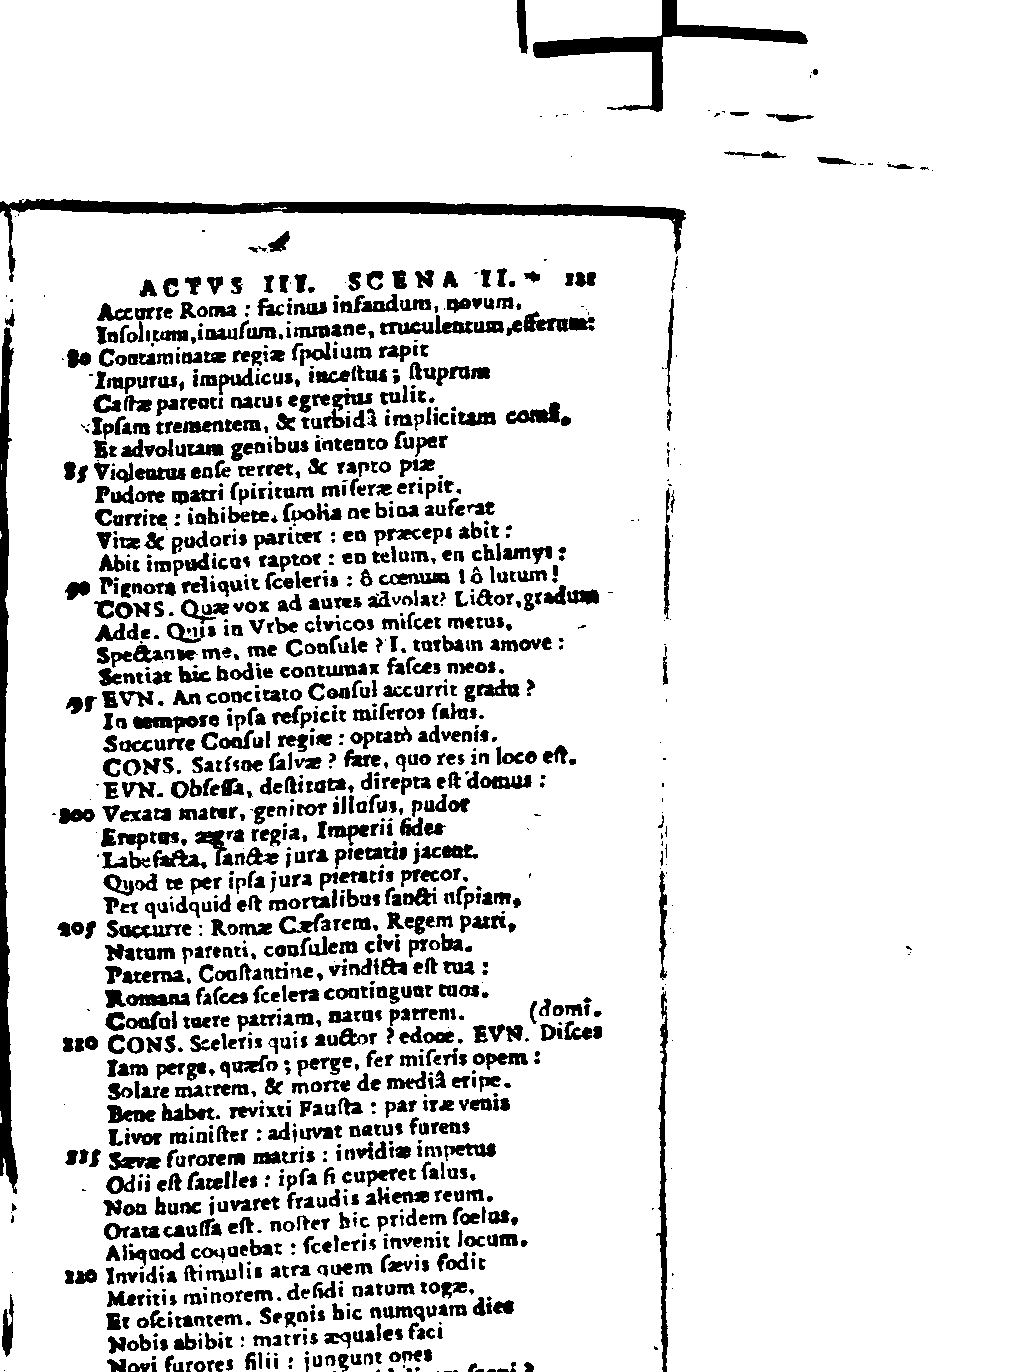 ACTVS III. SCENA II.
Accurre Roma : facinus infandum, novum,
Insolitum, inausum, immane, truculentum, efferum:
80 Contaminatæ regiæ spolium rapit
Impurus, impudicus, incestus ; stuprum
Castæ parenti natus egregius tulit.
Ipsam trementem, & turbidâ implicitam comâ,
Et advolutam genibus intento super
85 Violentus ense terret, & rapto piæ
Pudore matri spiritum miseræ eripit.
Currite : inhibete. spolia ne bina auferat
Vitæ & pudoris pariter : en præceps abit :
Abit impudicus raptor : en telum, en chlamys :
90 Pignora reliquit sceleris : ô cœnum ! ô lutum !
CONS. Quæ vox ad aures advolat? Lictor, gradum
Adde. Quis in Vrbe civicos miscet metus,
Spectante me, me Consule ? I. turbam amove :
Sentiat hic hodie contumax fasces meos.
95 EVN. An concitato Consul accurrit gradu ?
In tempore ipsa respicit miseros salus.
Succurre Consul regiæ : optatò advenis.
CONS. Satisne salvæ ? fare, quo res in loco est.
EVN. Obsessa, destituta, direpta est domus :
200 Vexata mater, genitor illusus, pudor
Ereptus, ægra regia, Imperii fides
Labefacta, sanctæ jura pietatis jacent.
Quod te per ipsa jura pietatis precor,
Per quidquid est mortalibus sancti uspiam,
205 Succurre : Romæ Cæsarem, Regem patri,
Natum parenti, consulem civi proba.
Paterna, Constantine, vindicta est tua :
Romana fasces scelera contingunt tuos.
Consul tuere patriam, natus patrem. (domi.
210 CONS. Sceleris quis auctor ? edoce. EVN. Disces
Iam perge, quæso ; perge, fer miseris opem :
Solare matrem, & morte de mediâ eripe.
Bene habet. revixti Fausta : par iræ venis
Livor minister : adjuvat natus furens
215 Sævæ furorem matris : invidiæ impetus
Odii est satelles : ipsa si cuperet salus,
Non hunc juvaret fraudis alienæ reum.
Orata caussa est. noster hic pridem scelus,
Aliquod coquebat : sceleris invenit locum.
220 Invidia stimulis atra quem sævis fodit
Meritis minorem. desidi natum togæ,
Et oscitantem. Segnis hic numquam dies
Nobis abibit : matris æquales faci
Novi furores filii : jungunt opes